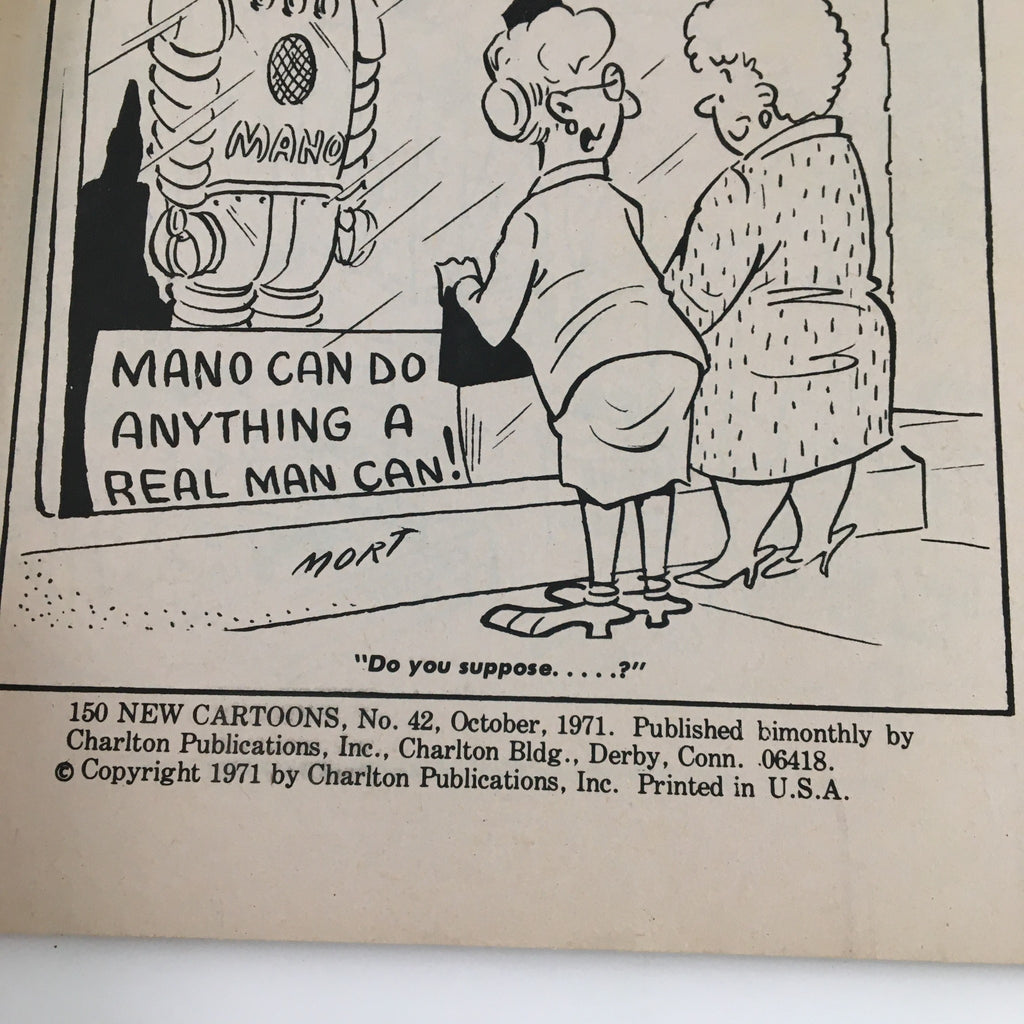 MANO
MANO CAN DO
ANYTHING A
REAL MAN CAN!
MORT
"Do you suppose.....?"
150 NEW CARTOONS, No. 42, October, 1971. Published bimonthly by
Charlton Publications, Inc., Charlton Bldg., Derby, Conn. 06418.
© Copyright 1971 by Charlton Publications, Inc. Printed in U.S.A.